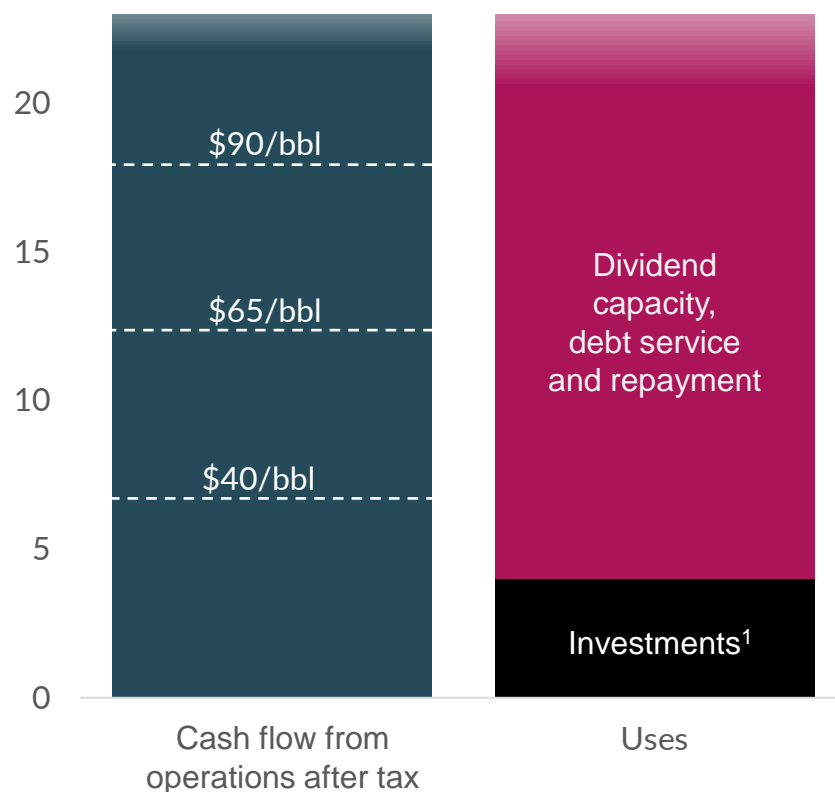 20
15
10
5
0
$90/bbl
$65/bbl
$40/bbl
Dividend
capacity,
debt service
and repayment
Investments¹
Cash flow from
operations after tax
Uses